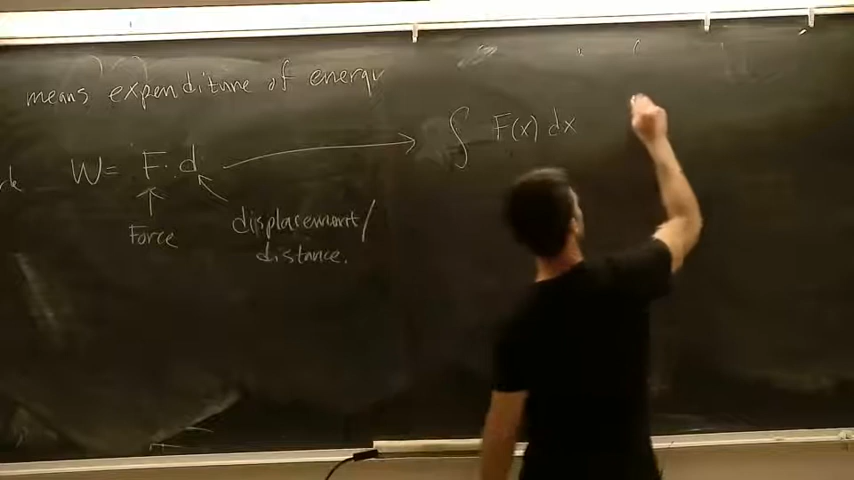 means expenditure of energy
W = F · d → ∫ F(x) dx
Force
displacement/
distance.